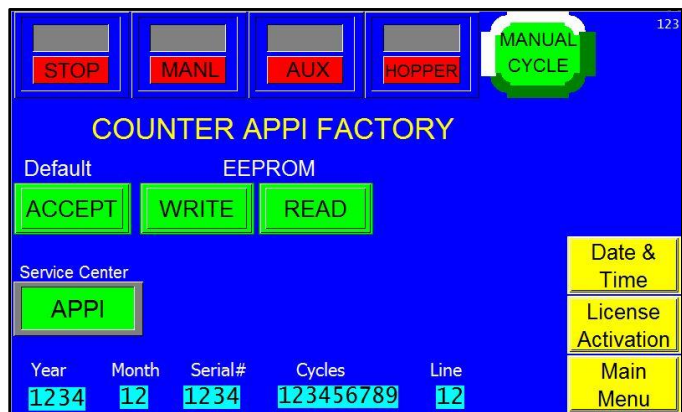 123
STOP MANL AUX HOPPER MANUAL CYCLE
COUNTER APPI FACTORY
Default EEPROM
ACCEPT WRITE READ
Date & Time
Service Center
APPI
License Activation
Year Month Serial# Cycles Line
1234 12 1234 123456789 12
Main Menu